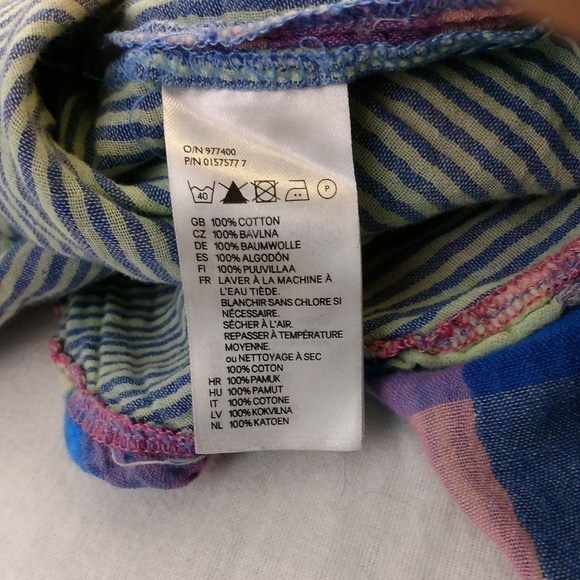 O/N 977400
P/N 0157577 7
40 P
GB 100% COTTON
CZ 100% BAVLNA
DE 100% BAUMWOLLE
ES 100% ALGODÓN
FI 100% PUUVILLAA
FR LAVER À LA MACHINE À
L'EAU TIÈDE.
BLANCHIR SANS CHLORE SI
NÉCESSAIRE.
SÉCHER À L'AIR.
REPASSER À TEMPÉRATURE
MOYENNE.
ou NETTOYAGE À SEC
100% COTON
HR 100% PAMUK
HU 100% PAMUT
IT 100% COTONE
LV 100% KOKVILNA
NL 100% KATOEN